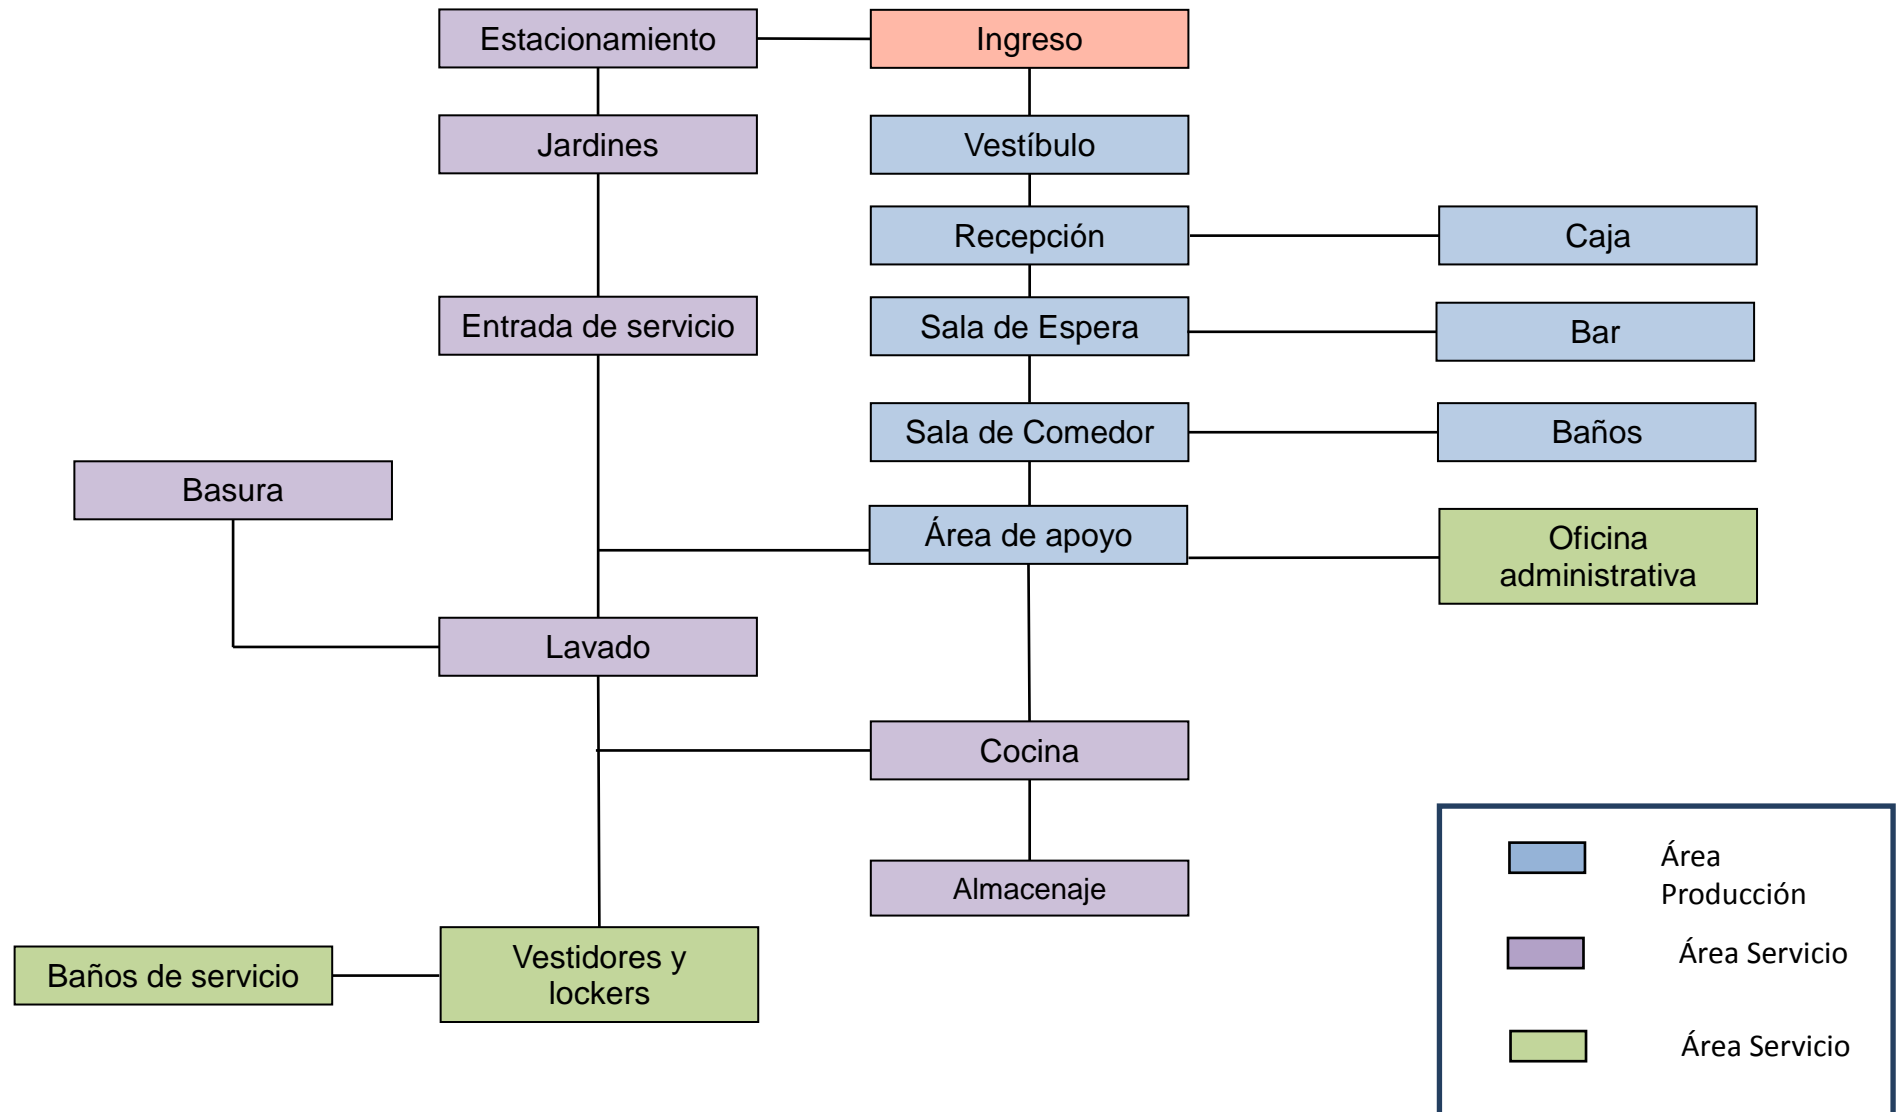 Estacionamiento
Ingreso
Jardines
Vestíbulo
Recepción
Caja
Entrada de servicio
Sala de Espera
Bar
Sala de Comedor
Baños
Basura
Área de apoyo
Oficina
administrativa
Lavado
Cocina
Almacenaje
Baños de servicio
Vestidores y
lockers
Área
Producción
Área Servicio
Área Servicio